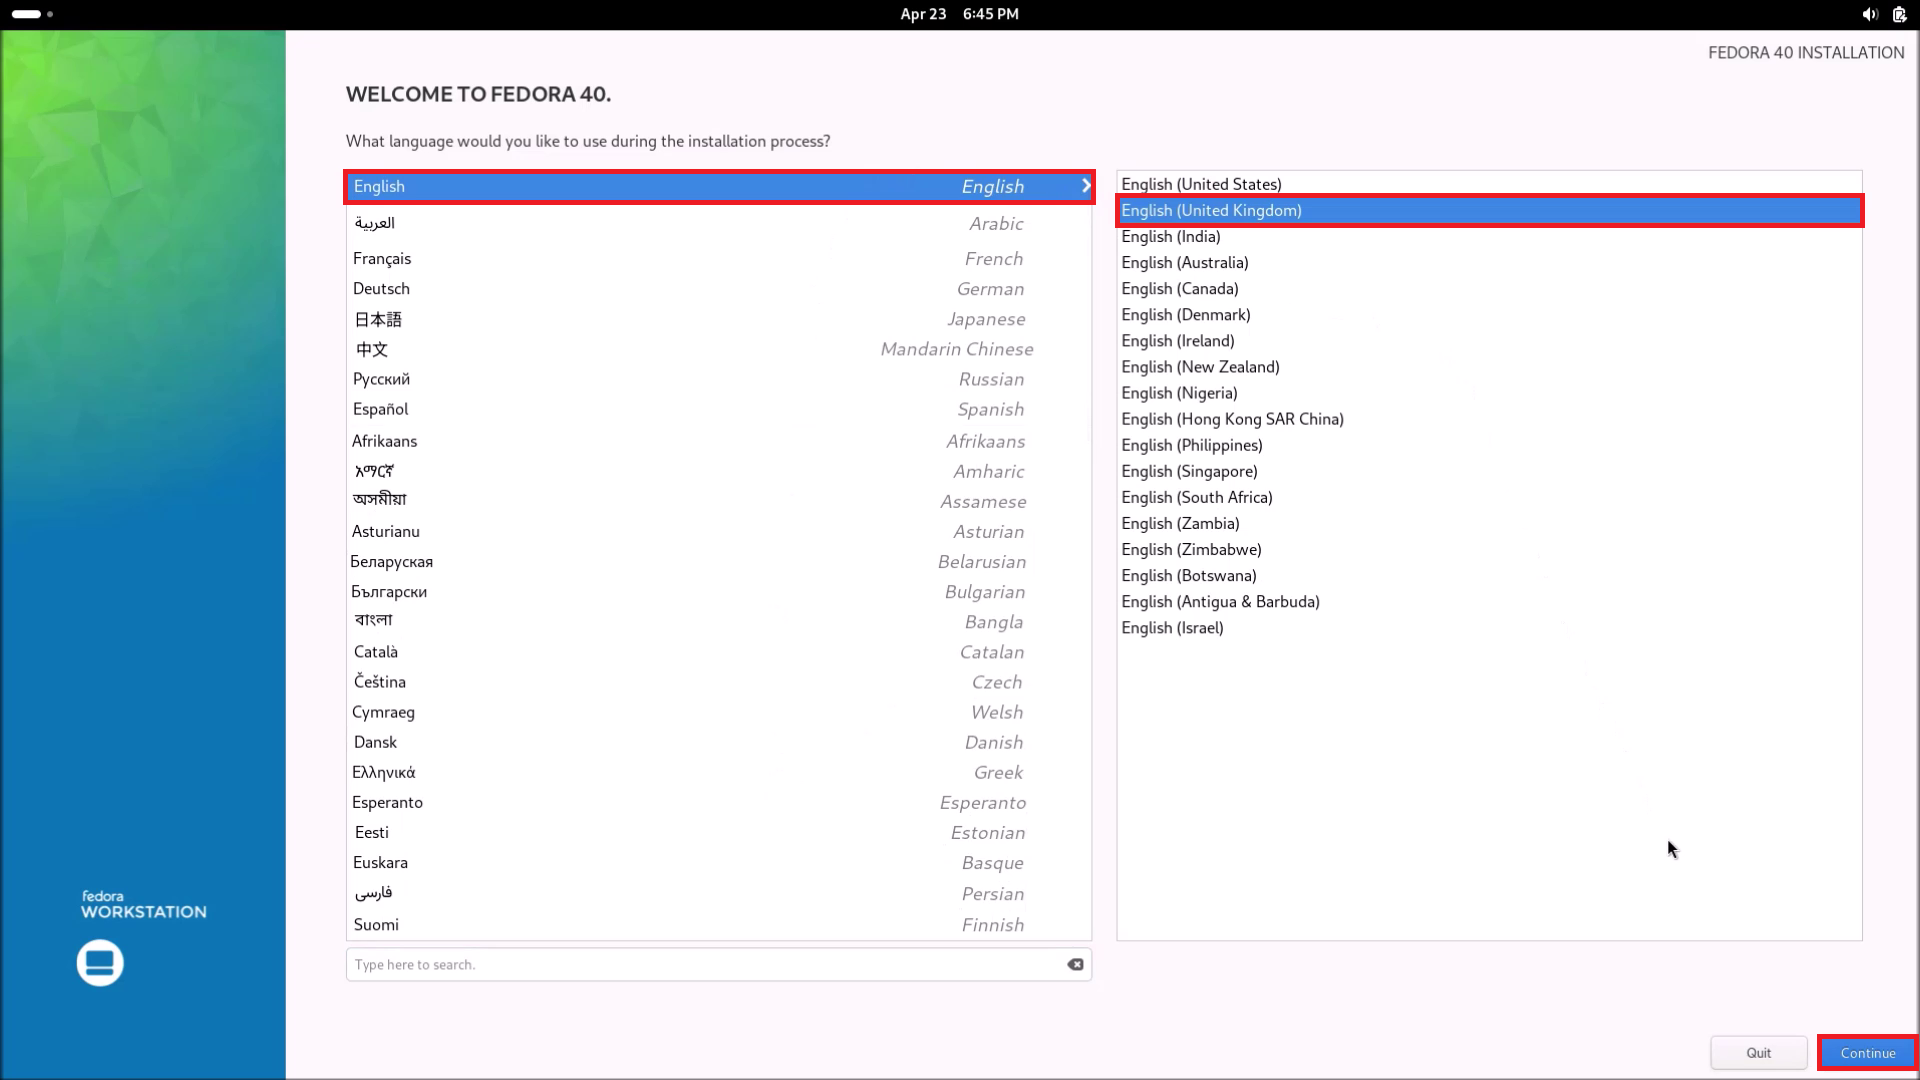 Apr 23 6:45 PM
FEDORA 40 INSTALLATION
WELCOME TO FEDORA 40.
What language would you like to use during the installation process?
English English
العربية Arabic
Français French
Deutsch German
日本語 Japanese
中文 Mandarin Chinese
Русский Russian
Español Spanish
Afrikaans Afrikaans
አማርኛ Amharic
অসমীয়া Assamese
Asturianu Asturian
Беларуская Belarusian
Български Bulgarian
বাংলা Bangla
Català Catalan
Čeština Czech
Cymraeg Welsh
Dansk Danish
Ελληνικά Greek
Esperanto Esperanto
Eesti Estonian
Euskara Basque
فارسی Persian
Suomi Finnish
Type here to search.
English (United States)
English (United Kingdom)
English (India)
English (Australia)
English (Canada)
English (Denmark)
English (Ireland)
English (New Zealand)
English (Nigeria)
English (Hong Kong SAR China)
English (Philippines)
English (Singapore)
English (South Africa)
English (Zambia)
English (Zimbabwe)
English (Botswana)
English (Antigua & Barbuda)
English (Israel)
fedora
WORKSTATION
Quit
Continue